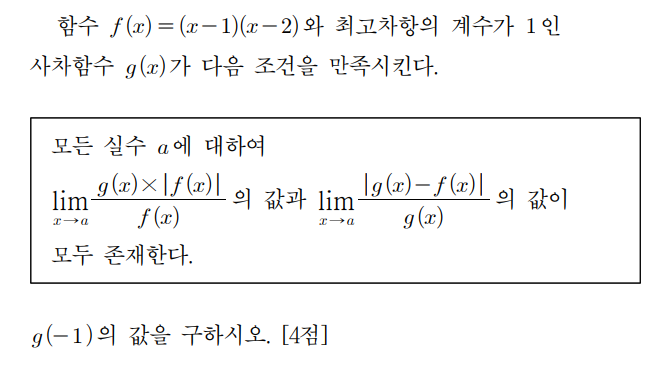 함수 f(x)=(x-1)(x-2)와 최고차항의 계수가 1인
사차함수 g(x)가 다음 조건을 만족시킨다.
모든 실수 a에 대하여
lim_{x→a} \frac{g(x)×|f(x)|}{f(x)}의 값과 lim_{x→a} \frac{|g(x)-f(x)|}{g(x)}의 값이
모두 존재한다.
g(-1)의 값을 구하시오. [4점]